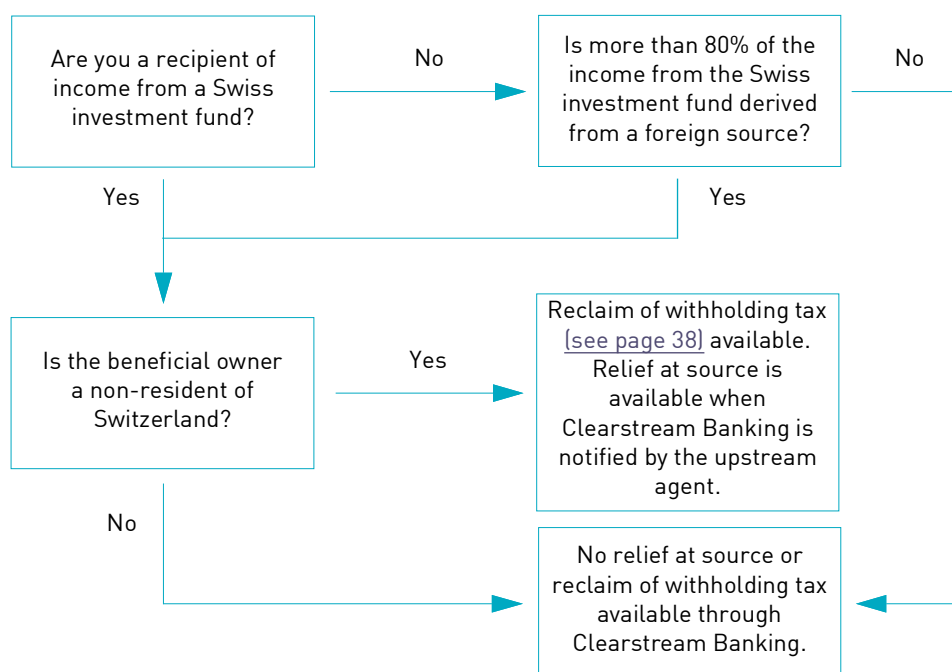 Are you a recipient of
income from a Swiss
investment fund?
No
Is more than 80% of the
income from the Swiss
investment fund derived
from a foreign source?
No
Yes
Yes
Is the beneficial owner
a non-resident of
Switzerland?
Yes
Reclaim of withholding tax
(see page 38) available.
Relief at source is
available when
Clearstream Banking is
notified by the upstream
agent.
No
No relief at source or
reclaim of withholding tax
available through
Clearstream Banking.